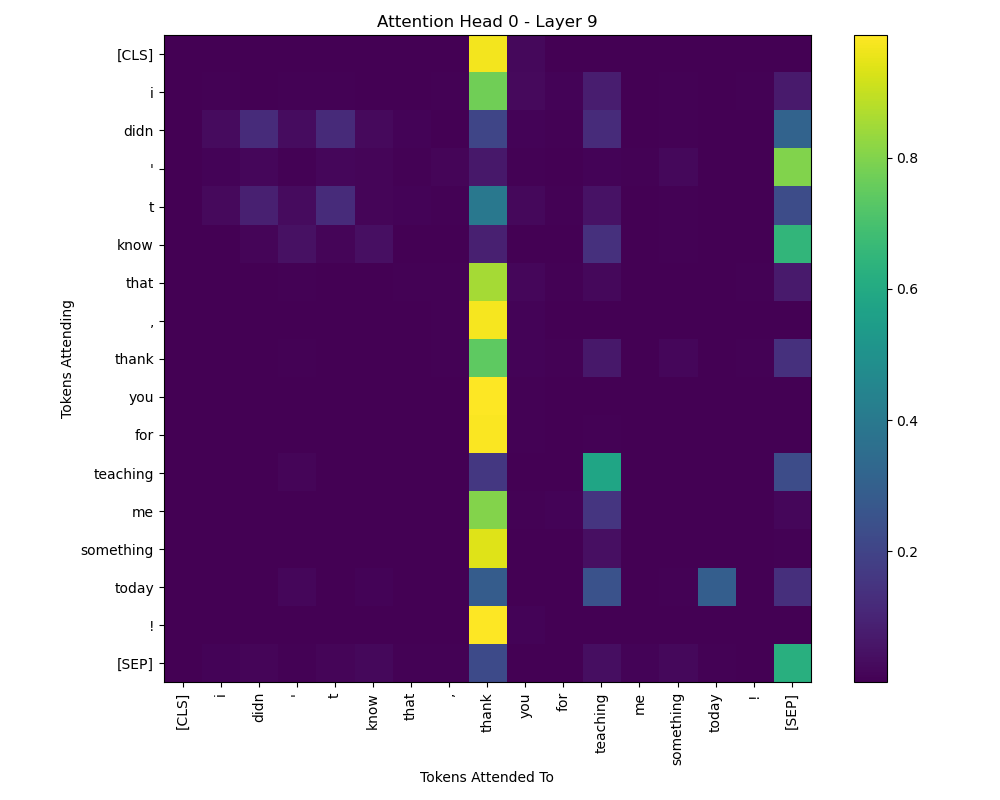 Attention Head 0 - Layer 9
[CLS]
i
didn
'
t
know
that
,
thank
you
for
teaching
me
something
today
!
[SEP]
Tokens Attending
[CLS]
i
didn
'
t
know
that
,
thank
you
for
teaching
me
something
today
!
[SEP]
Tokens Attended To
0.8
0.6
0.4
0.2